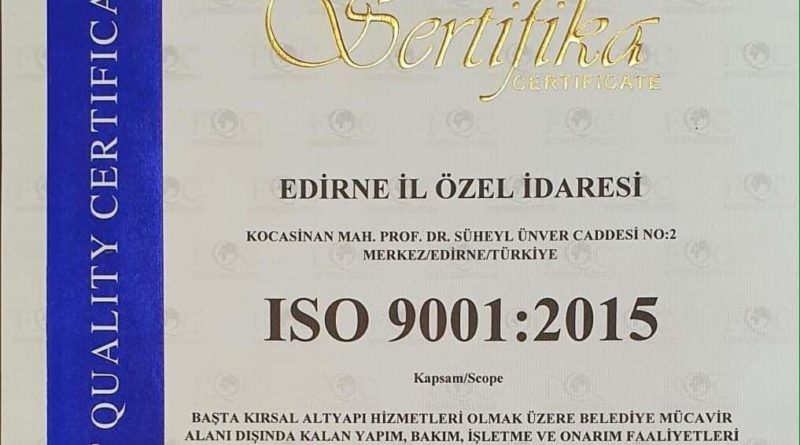 Sertifika
CERTIFICATE
QUALITY
EDİRNE İL ÖZEL İDARESİ
KOCASİNAN MAH. PROF. DR. SÜHEYL ÜNVER CADDESİ NO:2
MERKEZ/EDİRNE/TÜRKİYE
ISO 9001:2015
Kapsam/Scope
BAŞTA KIRSAL ALTYAPI HİZMETLERİ OLMAK ÜZERE BELEDİYE MÜCAVİR
ALANI DIŞINDA KALAN YAPIM, BAKIM, İŞLETME VE ONARIM FAALİYETLERİ